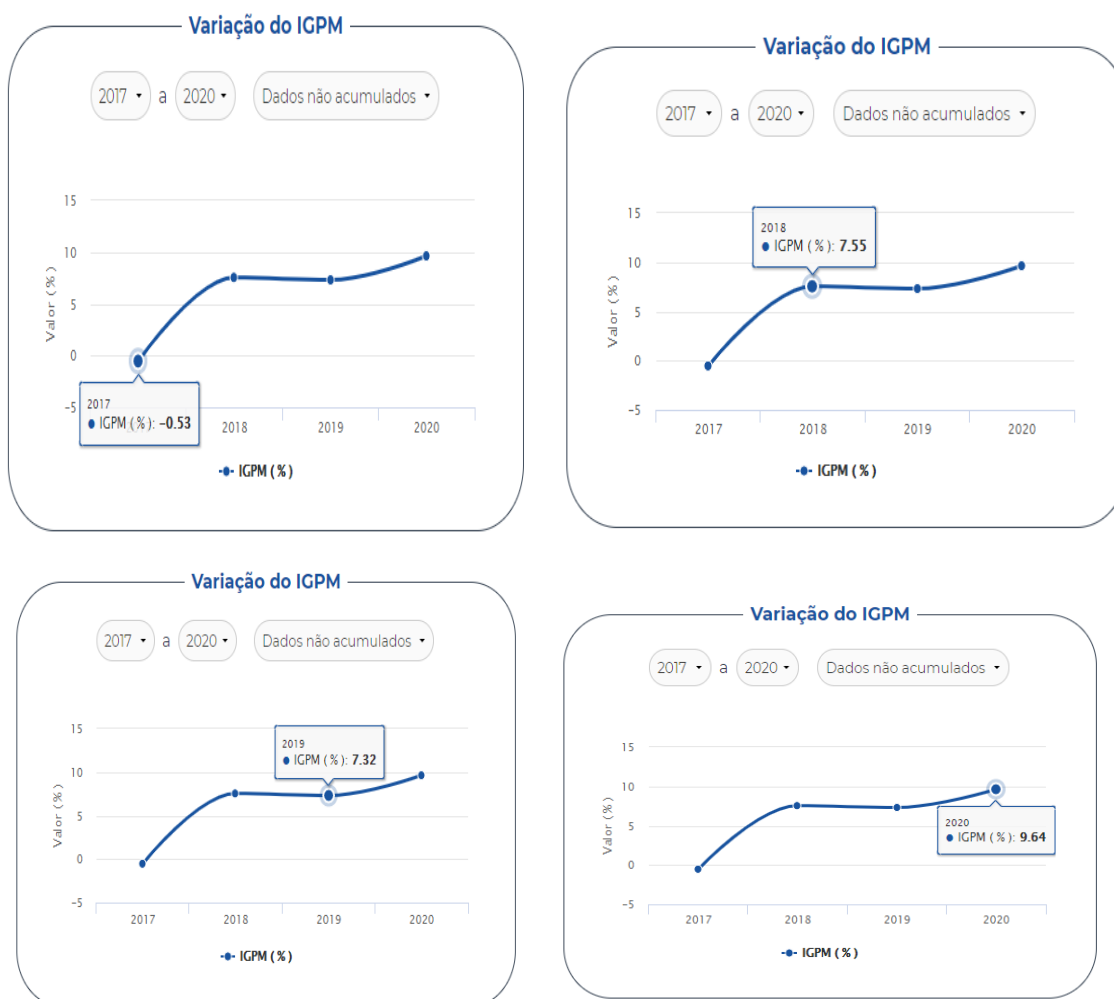 Variação do IGPM
2017 a 2020 Dados não acumulados
15
10
5
0
−5
Valor (%)
2017
IGPM (%): −0.53
2018 2019 2020
IGPM (%)
Variação do IGPM
2017 a 2020 Dados não acumulados
15
10
5
0
−5
Valor (%)
2018
IGPM (%): 7.55
2017 2018 2019 2020
IGPM (%)
Variação do IGPM
2017 a 2020 Dados não acumulados
15
10
5
0
−5
Valor (%)
2019
IGPM (%): 7.32
2017 2018 2019 2020
IGPM (%)
Variação do IGPM
2017 a 2020 Dados não acumulados
15
10
5
0
−5
Valor (%)
2020
IGPM (%): 9.64
2017 2018 2019 2020
IGPM (%)